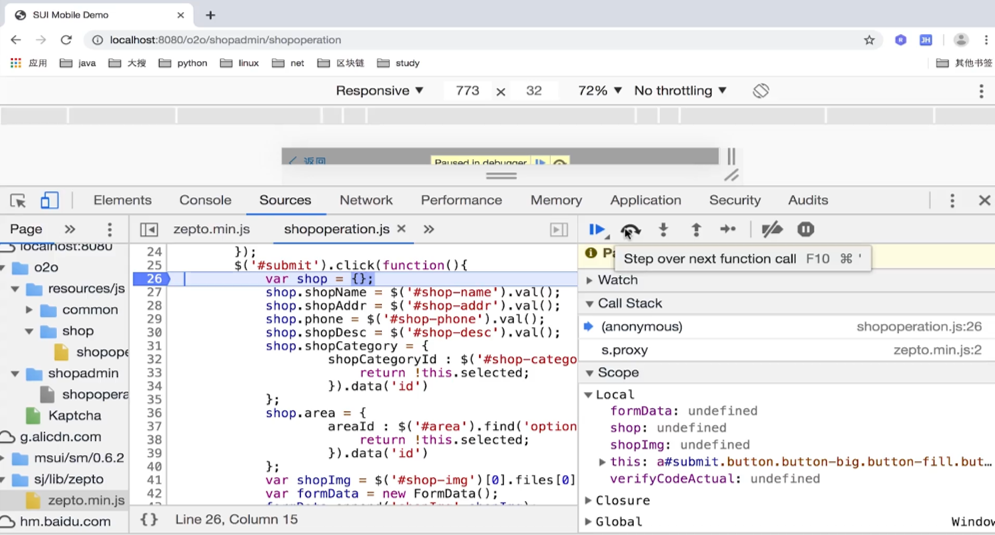 SUI Mobile Demo
localhost:8080/o2o/shopadmin/shopoperation
JH
应用 java 大搜 python linux net 区块链 study 其他书签
Responsive 773 x 32 72% No throttling
返回 Paused in debugger
Elements Console Sources Network Performance Memory Application Security Audits
Page zepto.min.js shopoperation.js
localhost:8080
o2o
resources/js
common
shop
shopope
shopadmin
shopopera
Kaptcha
g.alicdn.com
msui/sm/0.6.2
sj/lib/zepto
zepto.min.js
hm.baidu.com
24 });
25 $('#submit').click(function(){
26 var shop = {};
27 shop.shopName = $('#shop-name').val();
28 shop.shopAddr = $('#shop-addr').val();
29 shop.phone = $('#shop-phone').val();
30 shop.shopDesc = $('#shop-desc').val();
31 shop.shopCategory = {
32 shopCategoryId : $('#shop-catego
33 return !this.selected;
34 }).data('id')
35 };
36 shop.area = {
37 areaId : $('#area').find('option
38 return !this.selected;
39 }).data('id')
40 };
41 var shopImg = $('#shop-img')[0].files[0]
42 var formData = new FormData();
{} Line 26, Column 15
Step over next function call F10 ⌘ '
Watch
Call Stack
(anonymous) shopoperation.js:26
s.proxy zepto.min.js:2
Scope
Local
formData: undefined
shop: undefined
shopImg: undefined
this: a#submit.button.button-big.button-fill.but...
verifyCodeActual: undefined
Closure
Global Window